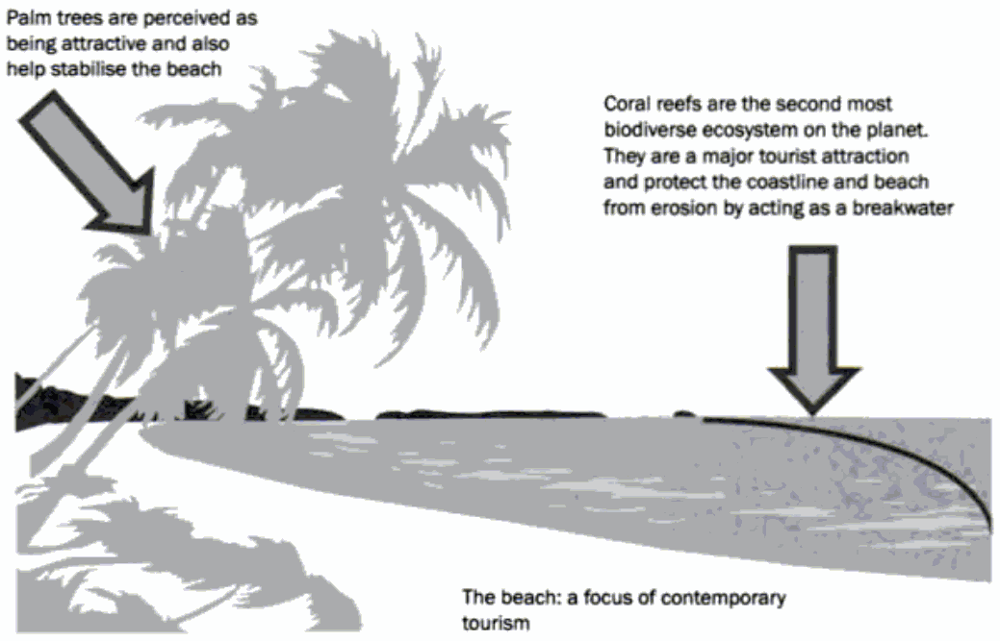 Palm trees are perceived as
being attractive and also
help stabilise the beach
Coral reefs are the second most
biodiverse ecosystem on the planet.
They are a major tourist attraction
and protect the coastline and beach
from erosion by acting as a breakwater
The beach: a focus of contemporary
tourism